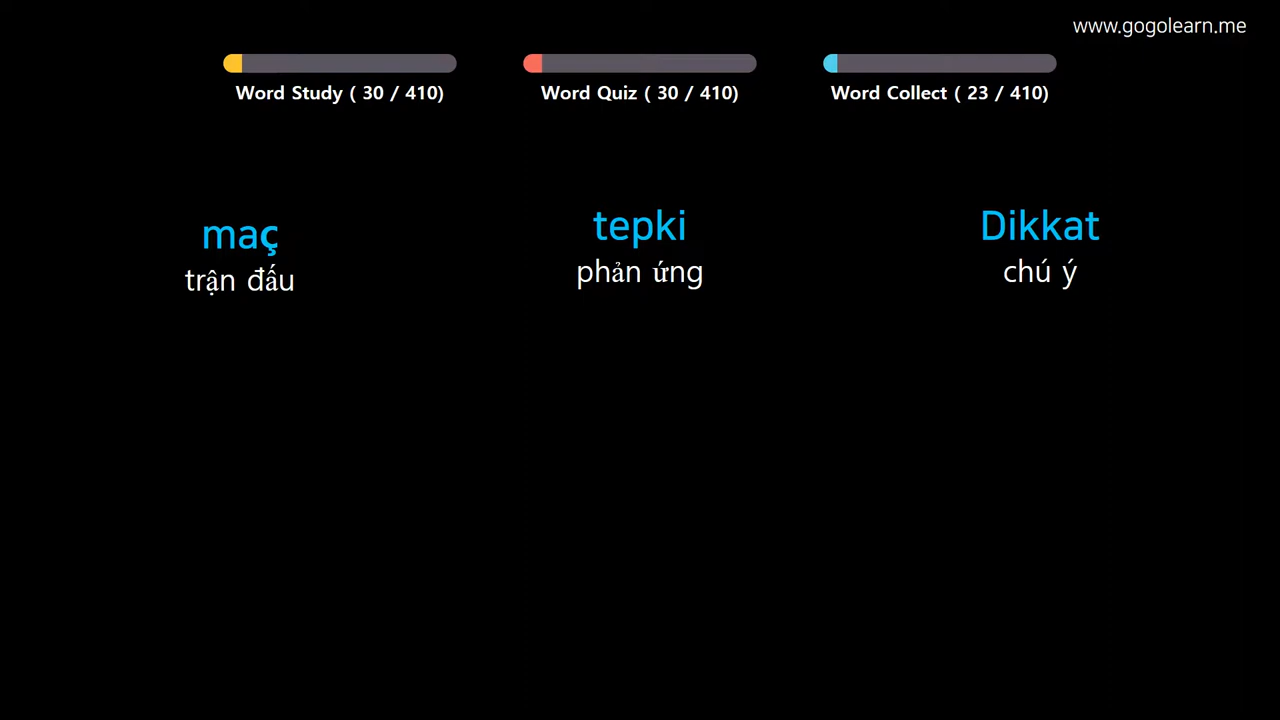 www.gogolearn.me
Word Study ( 30 / 410)
Word Quiz ( 30 / 410)
Word Collect ( 23 / 410)
maç
trận đấu
tepki
phản ứng
Dikkat
chú ý